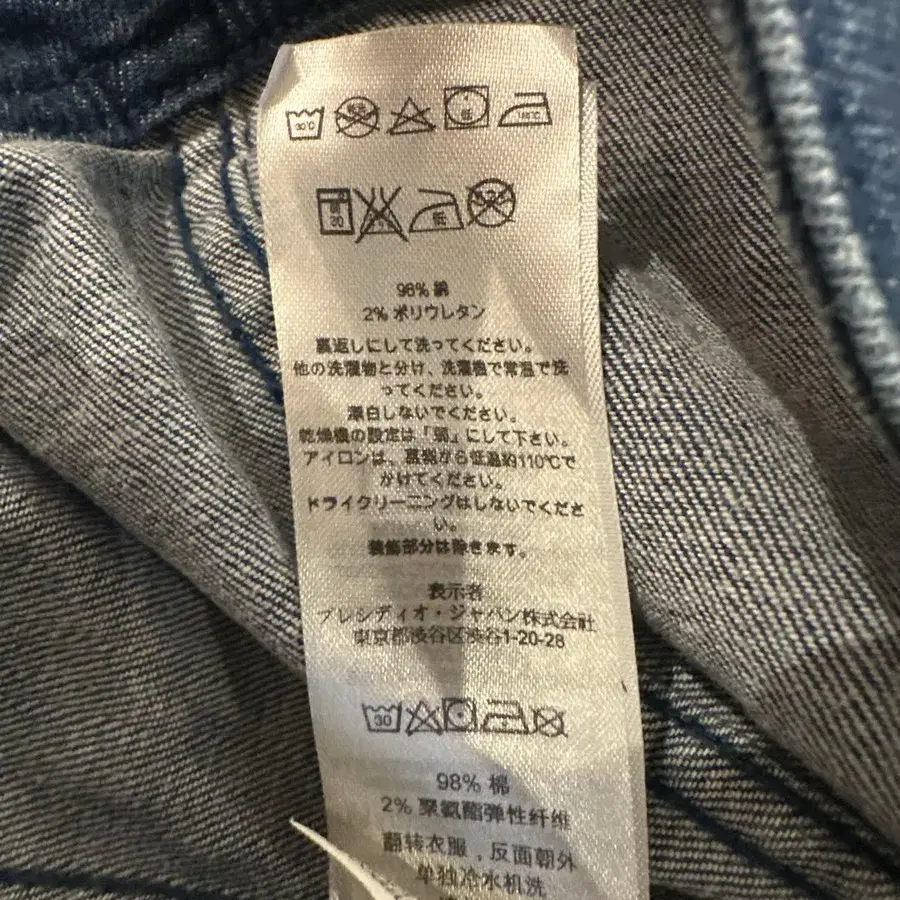 30℃
30
低
98% 綿
2% ポリウレタン
裏返しにして洗ってください。
他の洗濯物と分け、洗濯機で常温で洗
ってください。
漂白しないでください。
乾燥機の設定は「弱」にして下さい。
アイロンは、裏側から低温約110℃で
かけてください。
ドライクリーニングはしないでくださ
い。
装飾部分は除きます。
表示者
プレシディオ・ジャパン株式会社
東京都渋谷区渋谷1-20-28
30
98% 棉
2% 聚氨酯弹性纤维
翻转衣服，反面朝外
单独冷水机洗